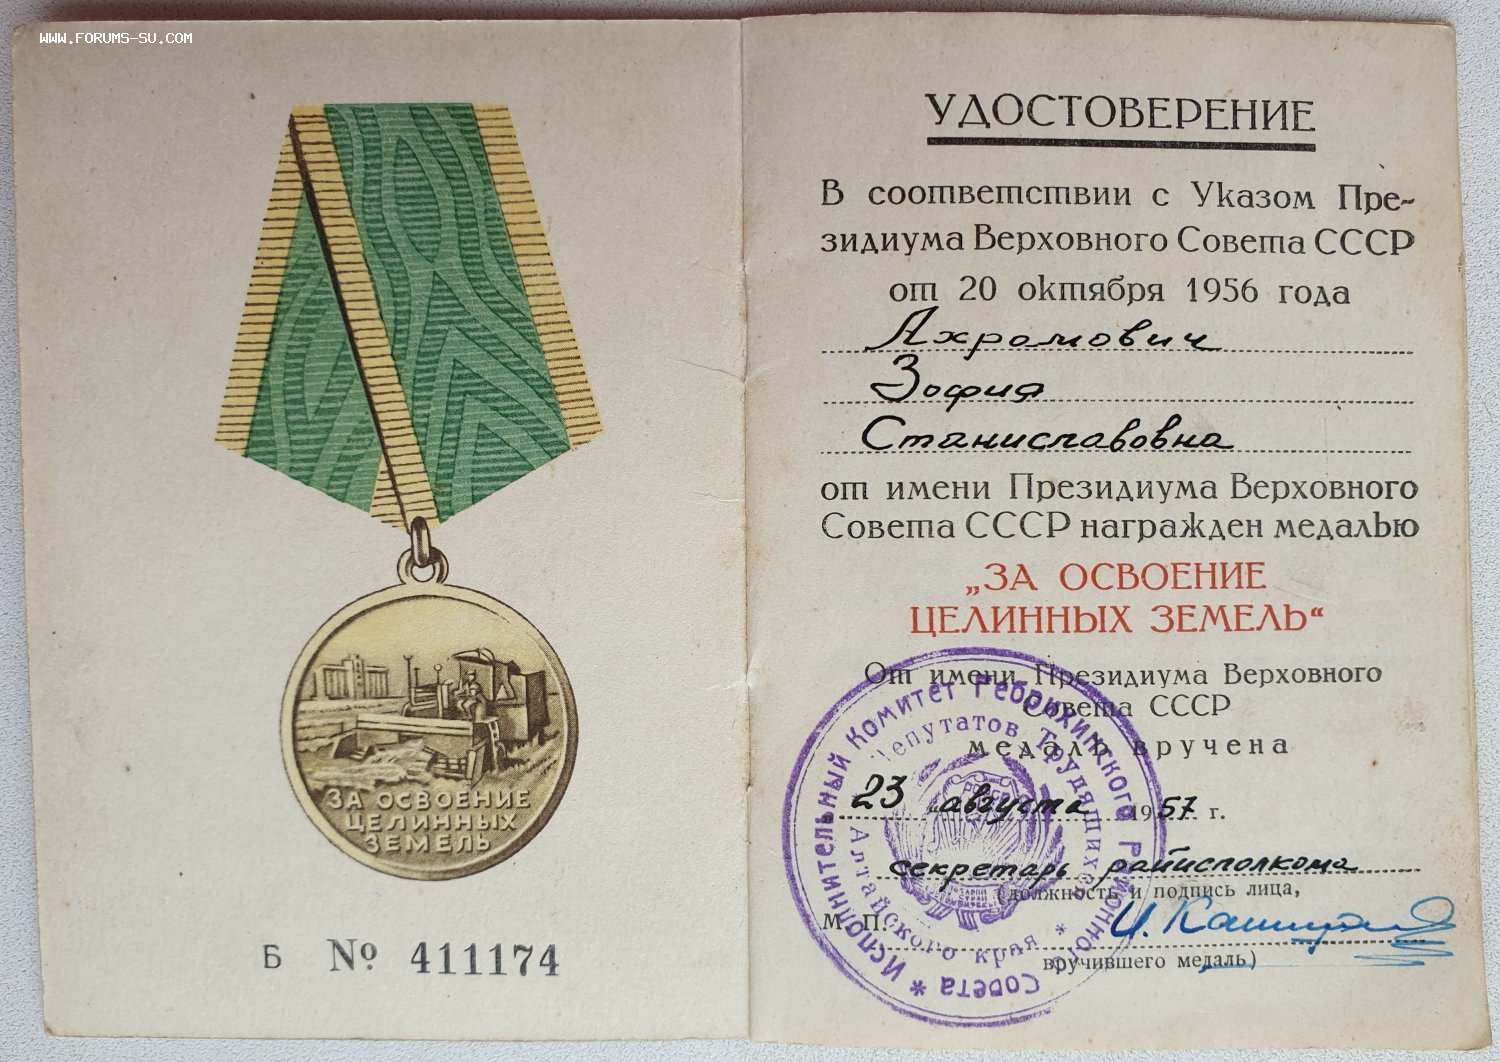 WWW.FORUMS-SU.COM
ЗА ОСВОЕНИЕ
ЦЕЛИННЫХ
ЗЕМЕЛЬ
Б № 411174
УДОСТОВЕРЕНИЕ
В соответствии с Указом Пре-
зидиума Верховного Совета СССР
от 20 октября 1956 года
Ахромович
Зофия
Станиславовна
от имени Президиума Верховного
Совета СССР награжден медалью
„ЗА ОСВОЕНИЕ
ЦЕЛИННЫХ ЗЕМЕЛЬ“
От имени Президиума Верховного
Совета СССР
медаль вручена
23 августа 1957 г.
секретарь райисполкома
(должность и подпись лица,
М. П.
вручившего медаль)
* Исполнительный комитет Ребрихинского Районного Совета
Депутатов Трудящихся * Алтайского края *